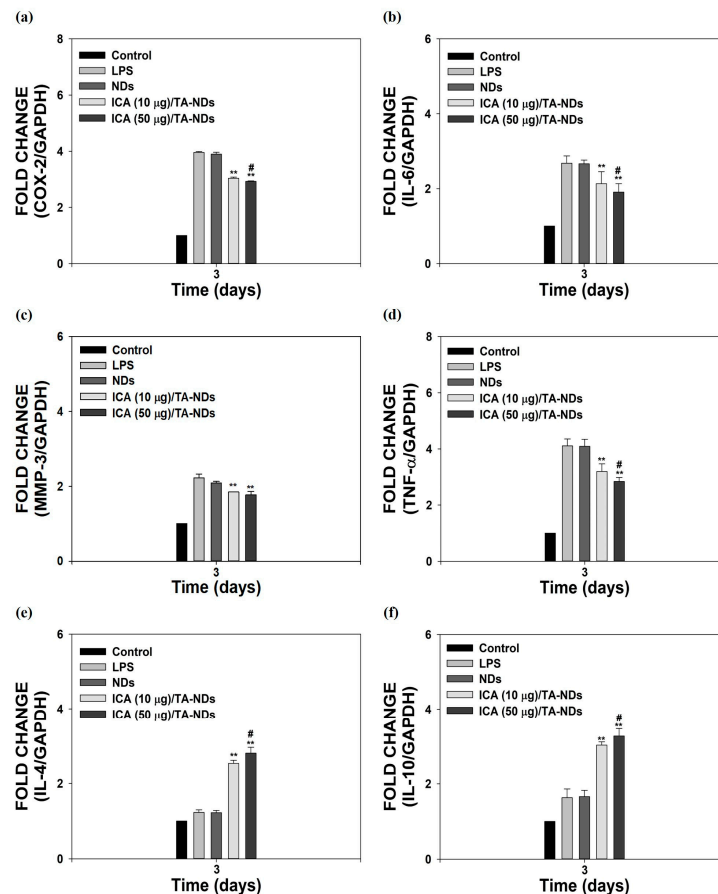 (a)
FOLD CHANGE
(COX-2/GAPDH)
8
6
4
2
0
Control
LPS
NDs
ICA (10 μg)/TA-NDs
ICA (50 μg)/TA-NDs
**
#
**
3
Time (days)
(b)
FOLD CHANGE
(IL-6/GAPDH)
6
4
2
0
Control
LPS
NDs
ICA (10 μg)/TA-NDs
ICA (50 μg)/TA-NDs
**
#
**
3
Time (days)
(c)
FOLD CHANGE
(MMP-3/GAPDH)
6
4
2
0
Control
LPS
NDs
ICA (10 μg)/TA-NDs
ICA (50 μg)/TA-NDs
**
**
3
Time (days)
(d)
FOLD CHANGE
(TNF-α/GAPDH)
8
6
4
2
0
Control
LPS
NDs
ICA (10 μg)/TA-NDs
ICA (50 μg)/TA-NDs
**
#
**
3
Time (days)
(e)
FOLD CHANGE
(IL-4/GAPDH)
6
4
2
0
Control
LPS
NDs
ICA (10 μg)/TA-NDs
ICA (50 μg)/TA-NDs
**
#
**
3
Time (days)
(f)
FOLD CHANGE
(IL-10/GAPDH)
6
4
2
0
Control
LPS
NDs
ICA (10 μg)/TA-NDs
ICA (50 μg)/TA-NDs
**
#
**
3
Time (days)